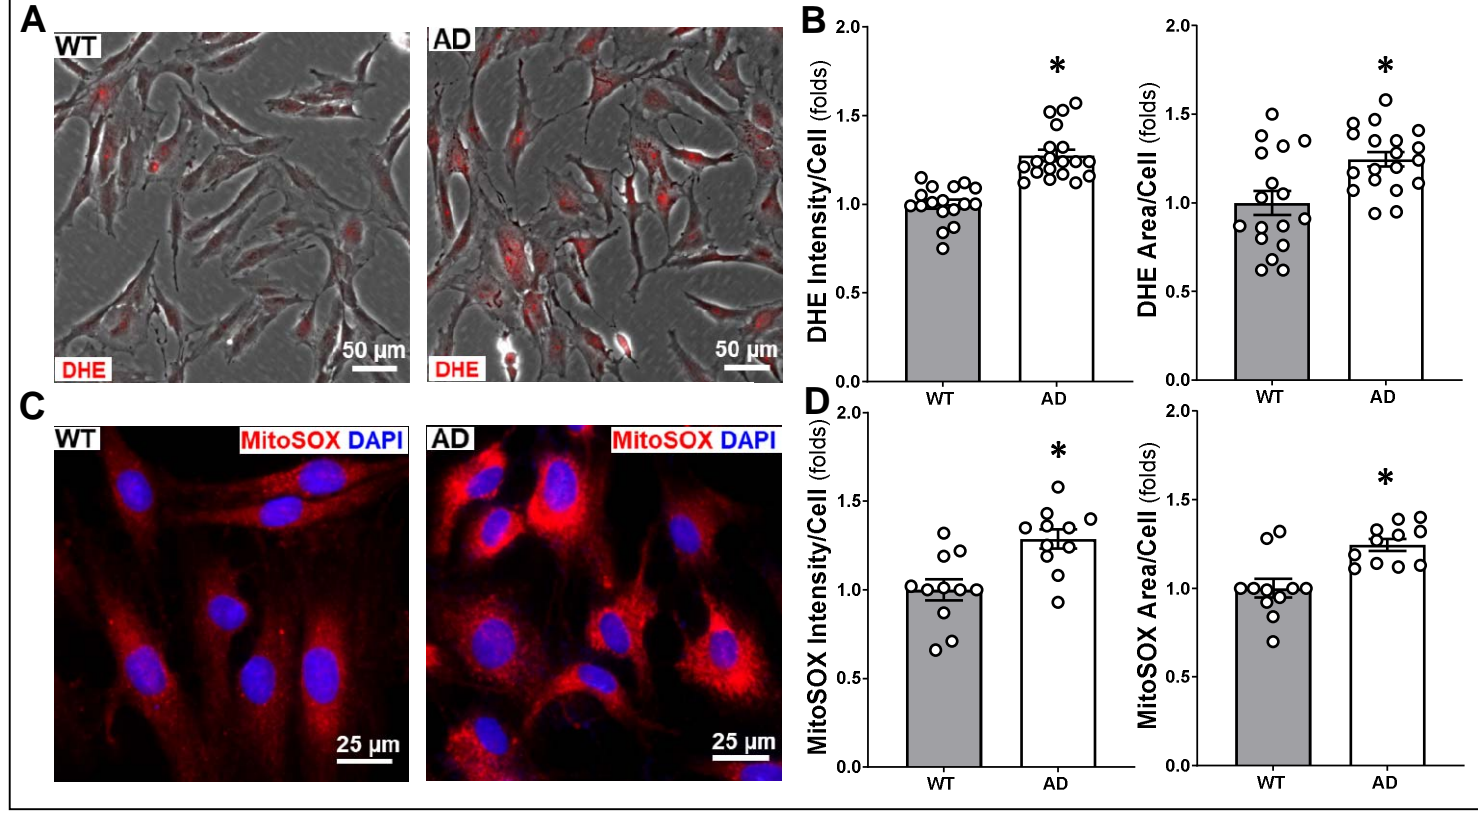 A
WT
DHE
50 µm
AD
DHE
50 µm
B
DHE Intensity/Cell (folds)
2.0
1.5
1.0
0.5
0.0
*
WT
AD
DHE Area/Cell (folds)
2.0
1.5
1.0
0.5
0.0
*
WT
AD
C
WT
MitoSOX DAPI
25 µm
AD
MitoSOX DAPI
25 µm
D
MitoSOX Intensity/Cell (folds)
2.0
1.5
1.0
0.5
0.0
*
WT
AD
MitoSOX Area/Cell (folds)
2.0
1.5
1.0
0.5
0.0
*
WT
AD